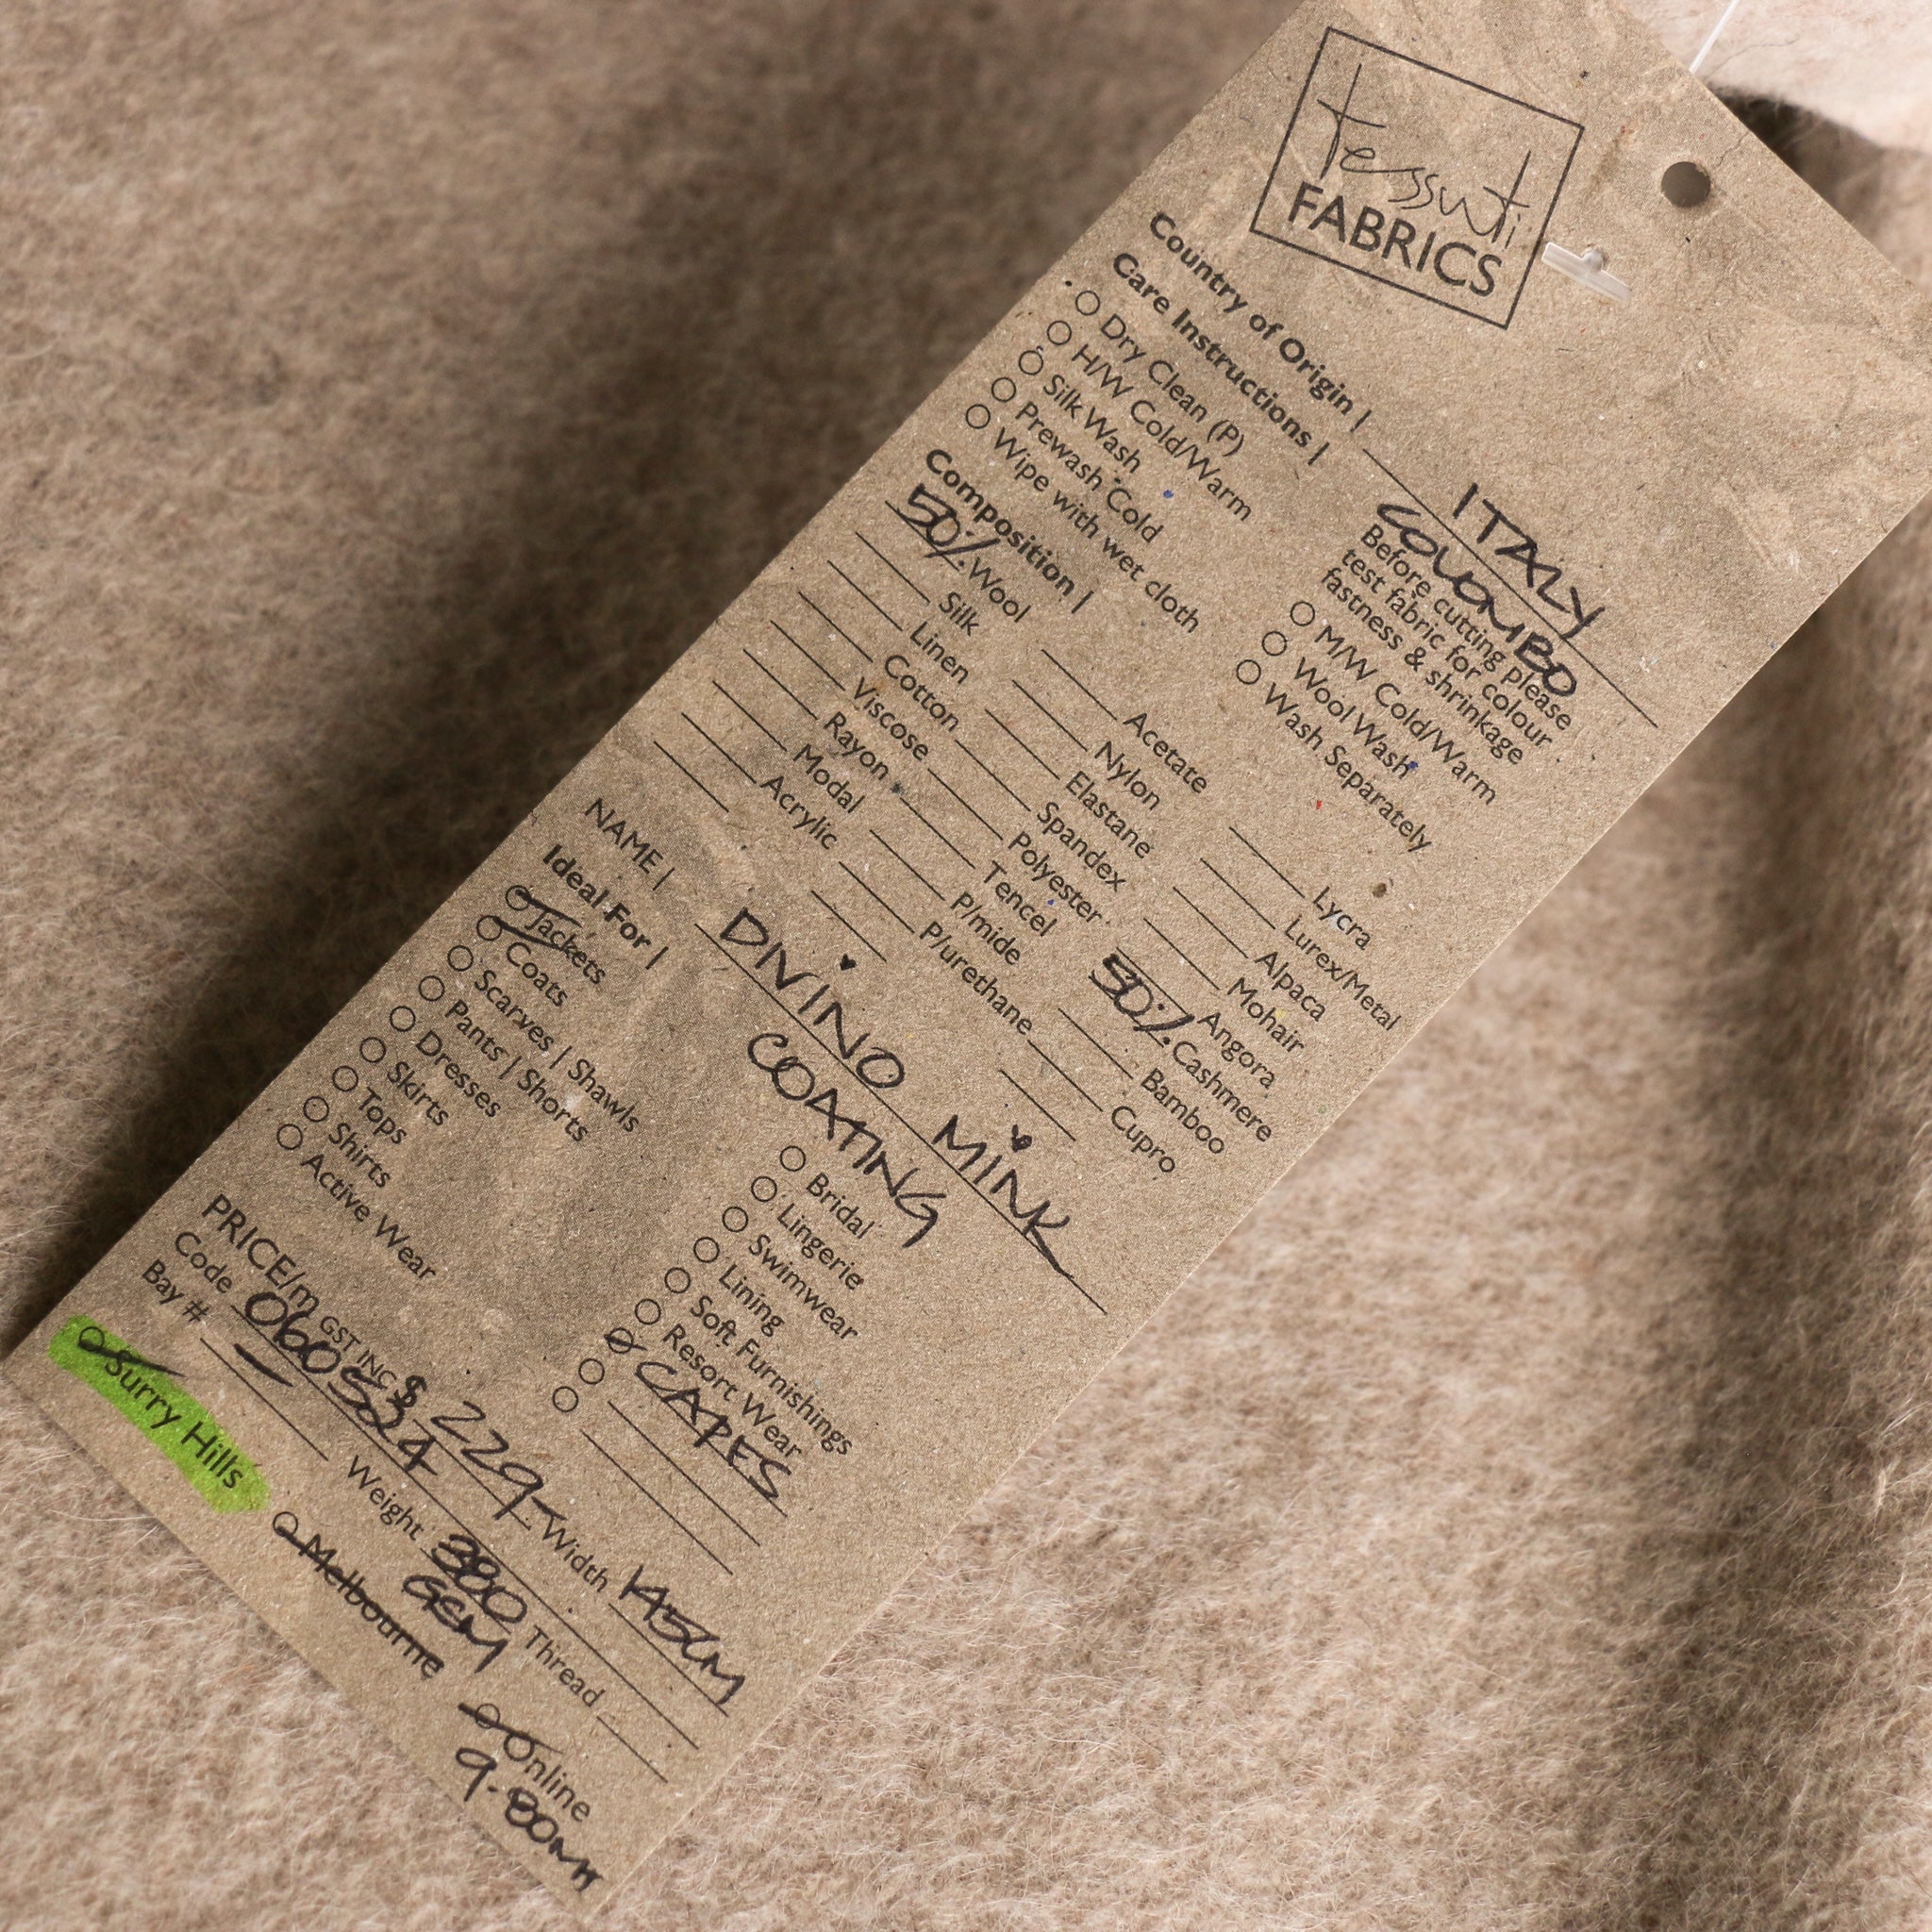 tessuti
FABRICS
Country of Origin | ITALY
Care Instructions | COLOMBO
Dry Clean (P)
H/W Cold/Warm
Silk Wash
Prewash Cold
Wipe with wet cloth
Before cutting please
test fabric for colour
fastness & shrinkage
M/W Cold/Warm
Wool Wash
Wash Separately
Composition |
50% Wool
Silk
Linen
Cotton
Viscose
Rayon
Modal
Acrylic
Acetate
Nylon
Elastane
Spandex
Polyester
Tencel
P/mide
P/urethane
Lycra
Lurex/Metal
Alpaca
Mohair
Angora
50% Cashmere
Bamboo
Cupro
NAME | DIVINO MINK
COATING
Ideal For |
Jackets
Coats
Scarves | Shawls
Pants | Shorts
Dresses
Skirts
Tops
Shirts
Active Wear
Bridal
Lingerie
Swimwear
Lining
Soft Furnishings
Resort Wear
CAPES
PRICE/m GST INC $ 229- Width 145CM
Code 060524
Bay # Weight 380 Thread
GSM
Surry Hills Melbourne Online
9.80m